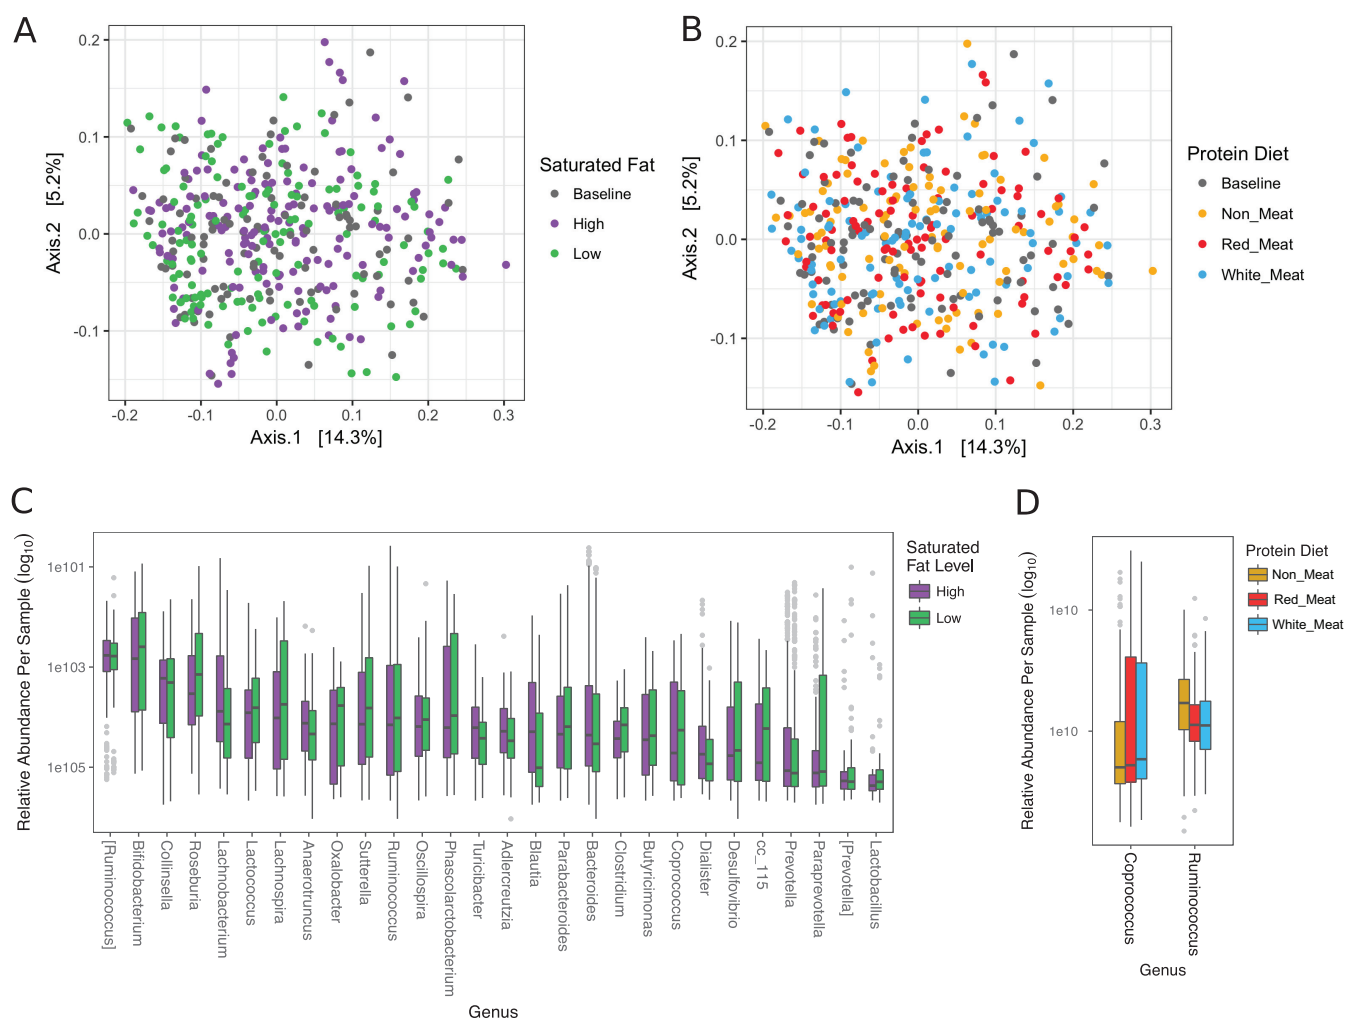 A
0.2
0.1
0.0
-0.1
Axis.2 [5.2%]
-0.2 -0.1 0.0 0.1 0.2 0.3
Axis.1 [14.3%]
Saturated Fat
Baseline
High
Low
B
0.2
0.1
0.0
-0.1
Axis.2 [5.2%]
-0.2 -0.1 0.0 0.1 0.2 0.3
Axis.1 [14.3%]
Protein Diet
Baseline
Non_Meat
Red_Meat
White_Meat
C
Relative Abundance Per Sample (log10)
1e101
1e103
1e105
[Ruminococcus]
Bifidobacterium
Collinsella
Roseburia
Lachnobacterium
Lactococcus
Lachnospira
Anaerotruncus
Oxalobacter
Sutterella
Ruminococcus
Oscillospira
Phascolarctobacterium
Turicibacter
Adlercreutzia
Blautia
Parabacteroides
Bacteroides
Clostridium
Butyricimonas
Coprococcus
Dialister
Desulfovibrio
cc_115
Prevotella
Paraprevotella
[Prevotella]
Lactobacillus
Genus
Saturated
Fat Level
High
Low
D
Relative Abundance Per Sample (log10)
1e10
1e10
Coprococcus
Ruminococcus
Genus
Protein Diet
Non_Meat
Red_Meat
White_Meat